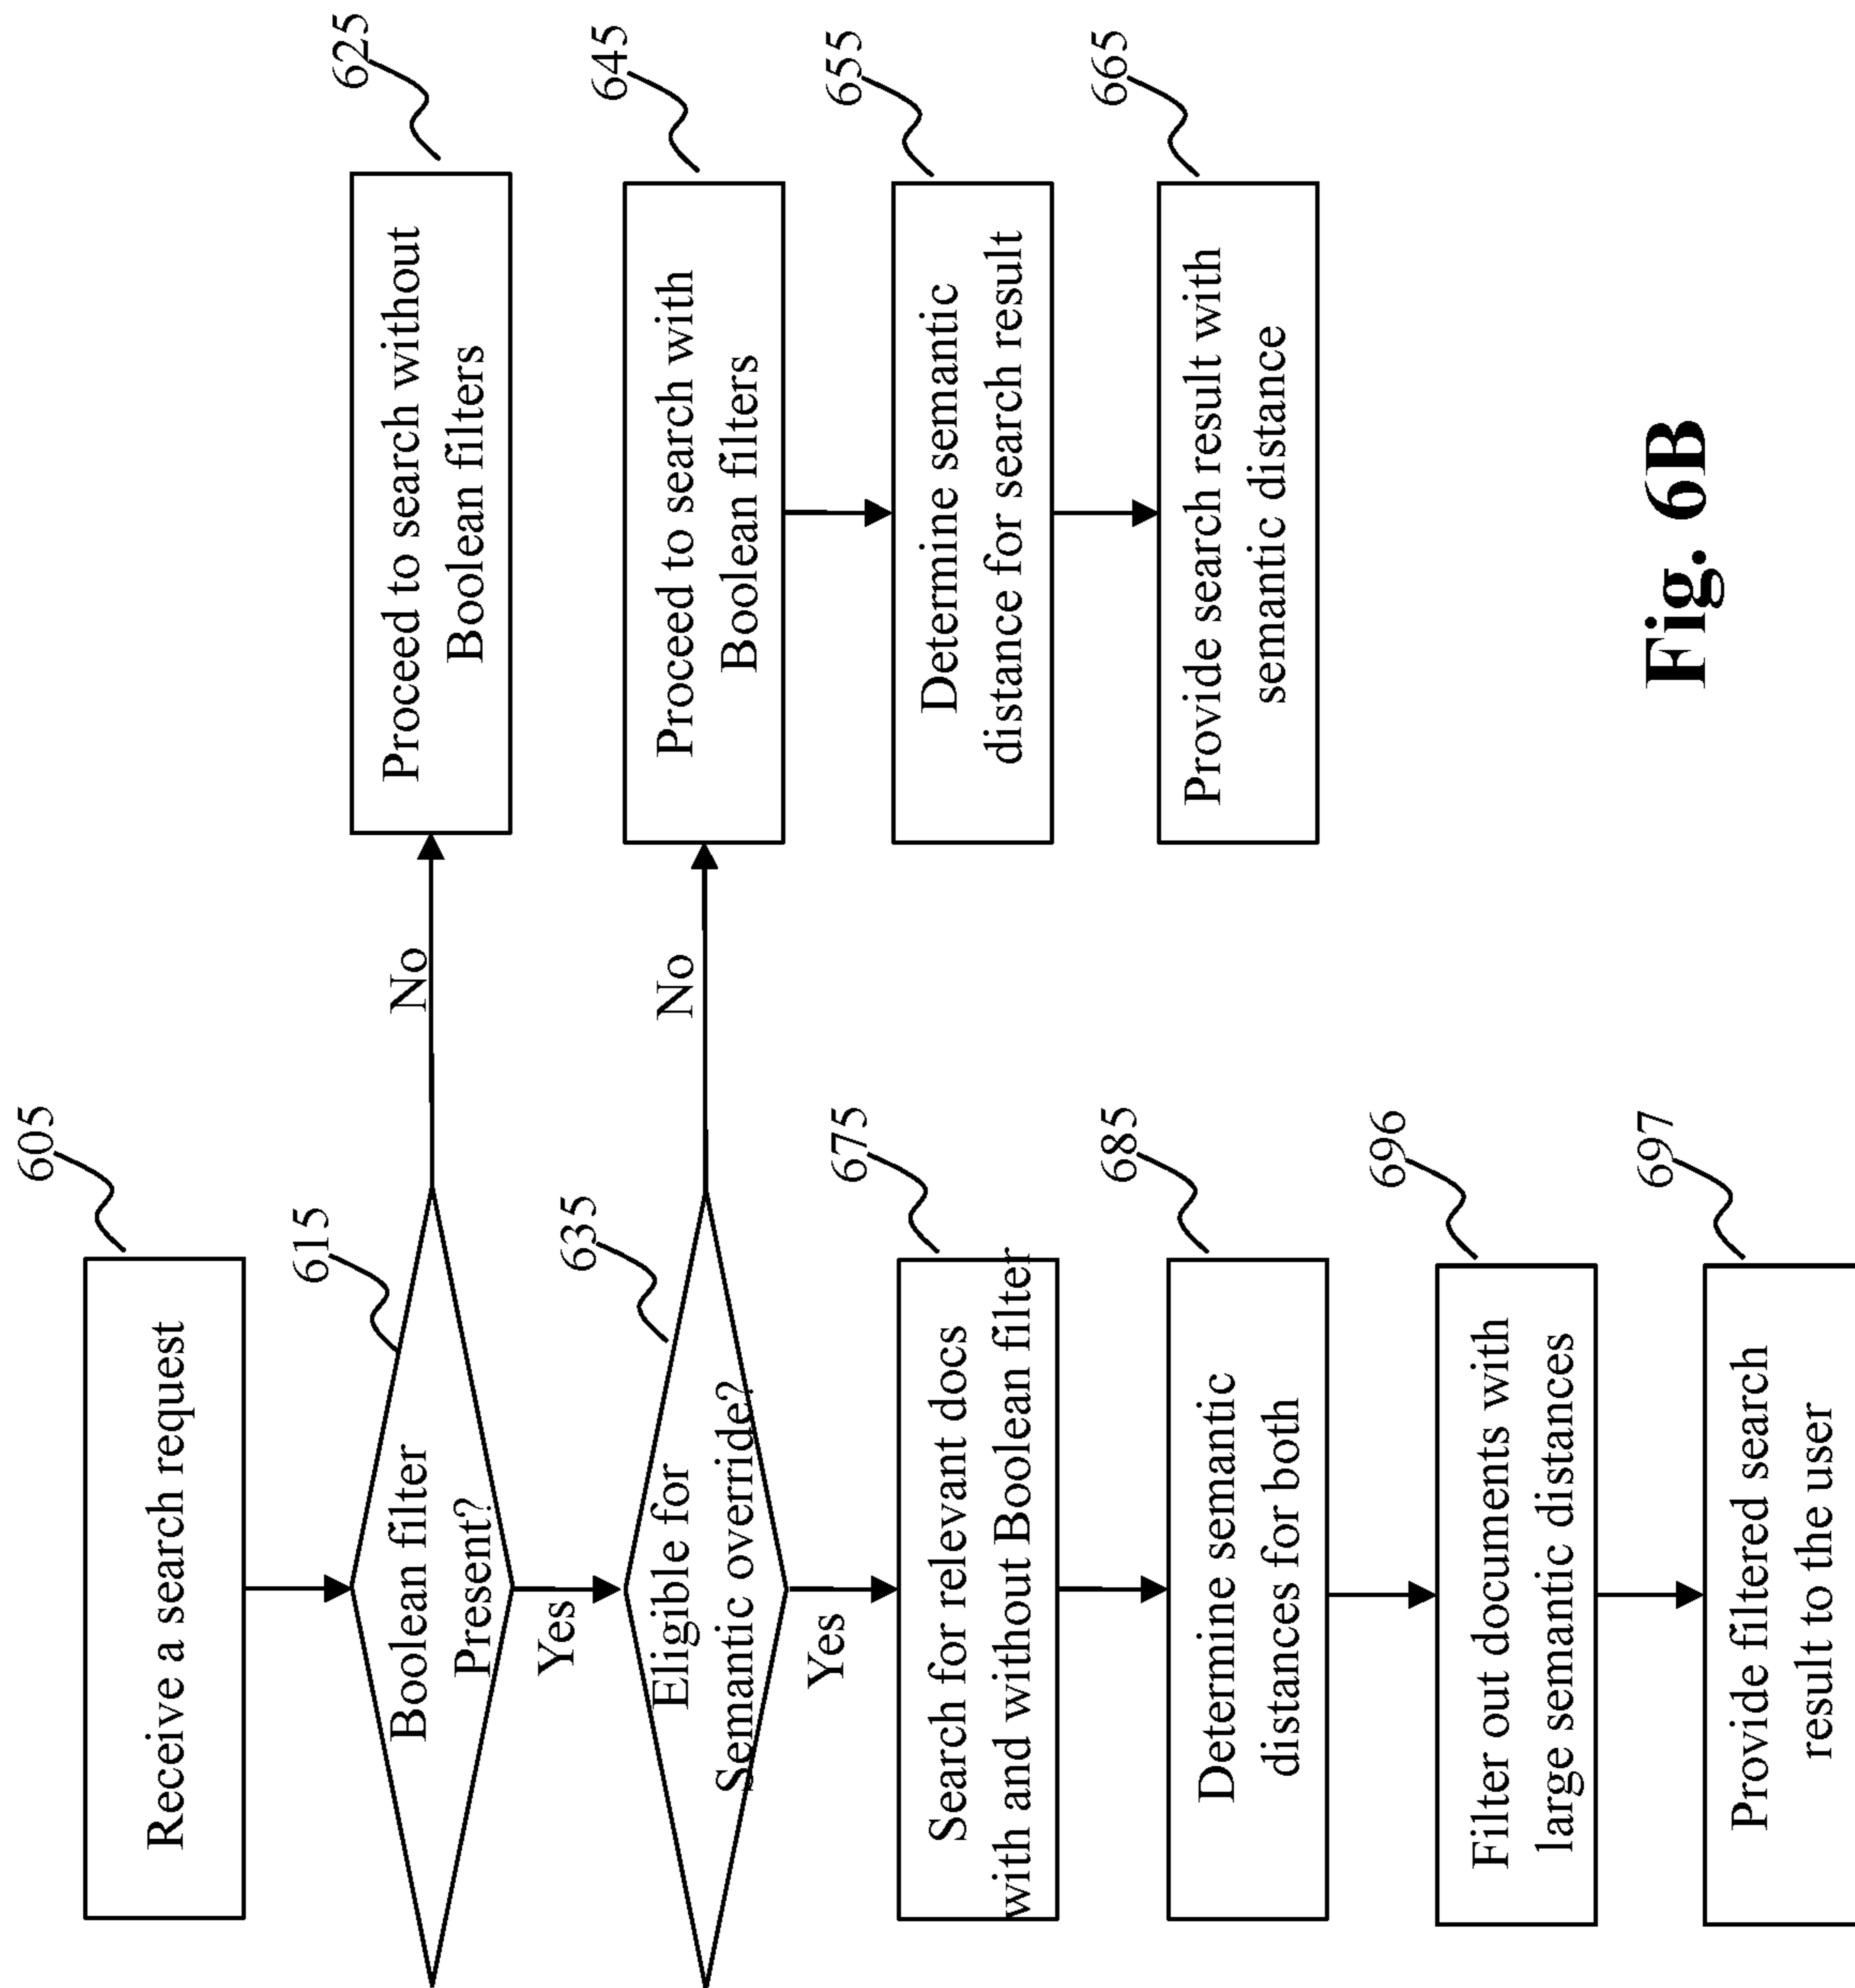 605
Receive a search request
615
Boolean filter
Present?
No
625
Proceed to search without
Boolean filters
Yes
635
Eligible for
Semantic override?
No
645
Proceed to search with
Boolean filters
655
Determine semantic
distance for search result
665
Provide search result with
semantic distance
Yes
675
Search for relevant docs
with and without Boolean filter
685
Determine semantic
distances for both
696
Filter out documents with
large semantic distances
697
Provide filtered search
result to the user
Fig. 6B